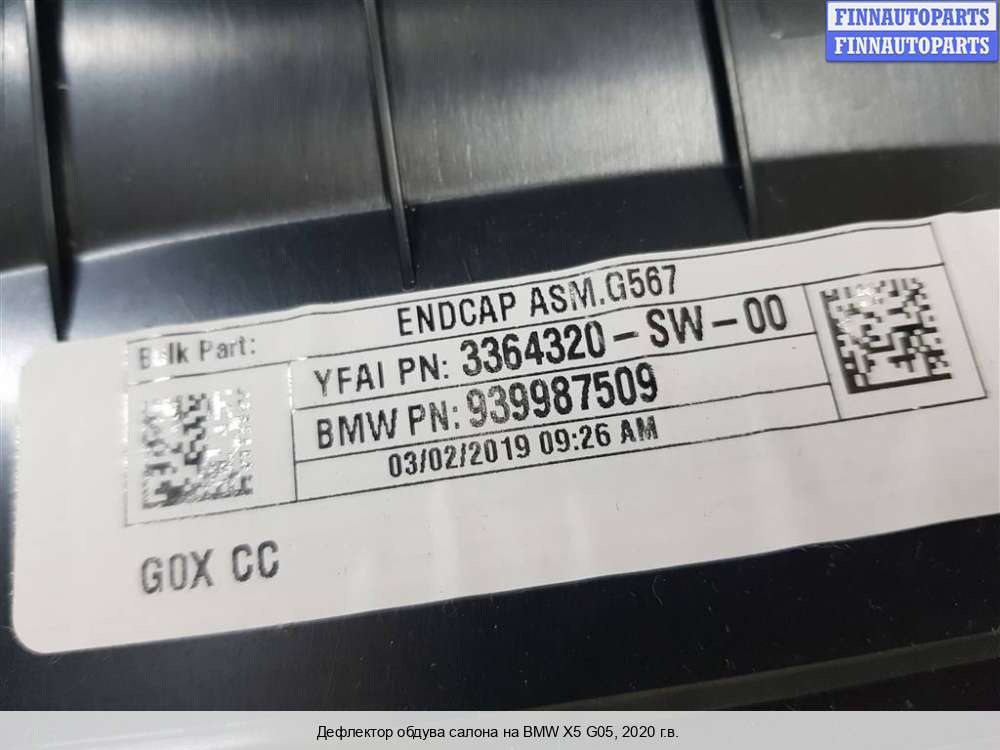 FINNAUTOPARTS
FINNAUTOPARTS
ENDCAP ASM.G567
Bulk Part:
YFAI PN: 3364320-SW-00
BMW PN: 939987509
03/02/2019 09:26 AM
G0X CC
Дефлектор обдува салона на BMW X5 G05, 2020 г.в.